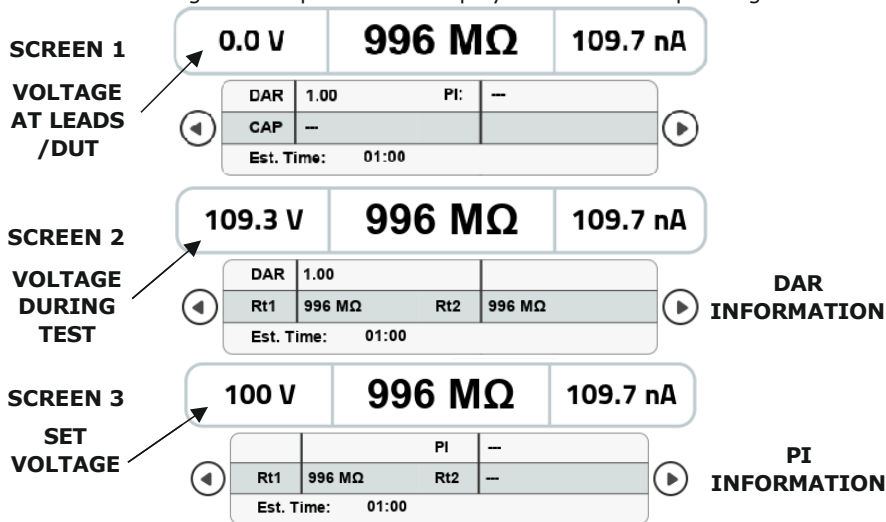 SCREEN 1
0.0 V 996 MΩ 109.7 nA
VOLTAGE
AT LEADS
/DUT
DAR 1.00 PI: ---
CAP ---
Est. Time: 01:00
SCREEN 2
109.3 V 996 MΩ 109.7 nA
VOLTAGE
DURING
TEST
DAR 1.00
Rt1 996 MΩ Rt2 996 MΩ
Est. Time: 01:00
DAR
INFORMATION
SCREEN 3
100 V 996 MΩ 109.7 nA
SET
VOLTAGE
PI ---
Rt1 996 MΩ Rt2 ---
Est. Time: 01:00
PI
INFORMATION